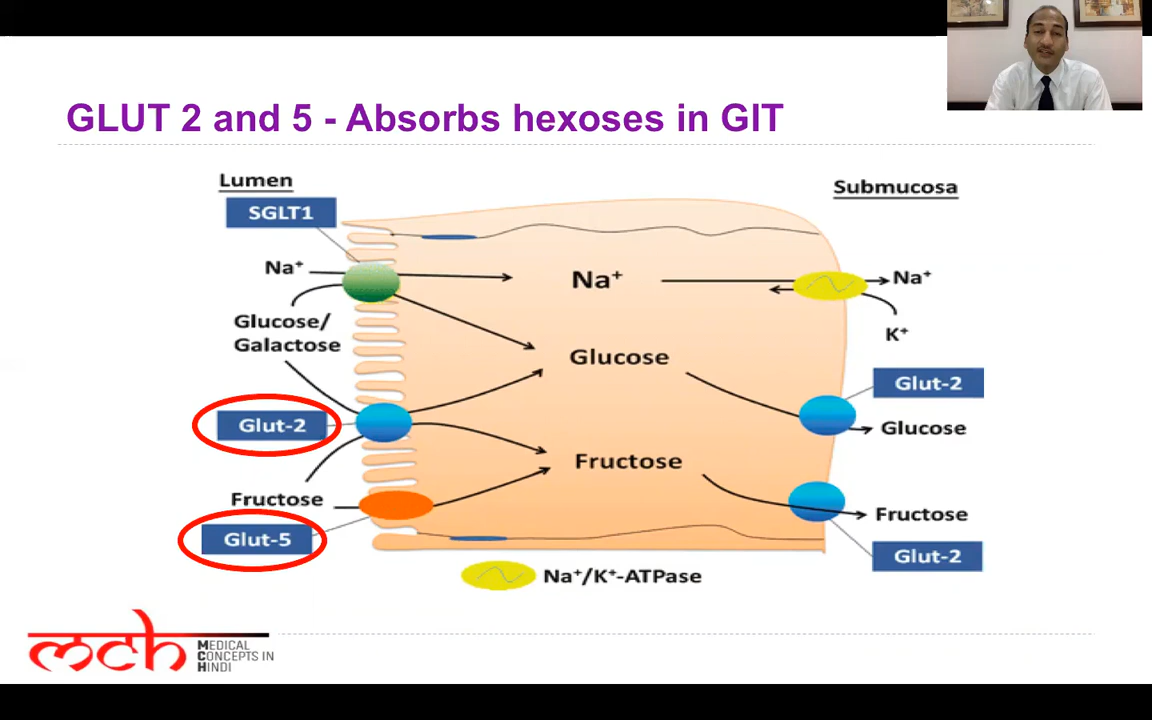 GLUT 2 and 5 - Absorbs hexoses in GIT
Lumen
Submucosa
SGLT1
Na⁺
Na⁺
Na⁺
Glucose/
Galactose
K⁺
Glucose
Glut-2
Glut-2
Glucose
Fructose
Fructose
Fructose
Glut-5
Glut-2
Na⁺/K⁺-ATPase
mch
MEDICAL
CONCEPTS IN
HINDI